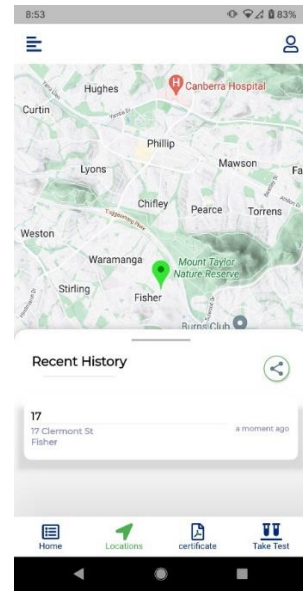 8:53
83%
Hughes
Canberra Hospital
Curtin
Phillip
Lyons
Mawson
Fa
Chifley
Pearce
Torrens
Weston
Waramanga
Mount Taylor
Nature Reserve
Stirling
Fisher
Burns Club
Recent History
17
17 Clermont St
a moment ago
Fisher
Home
Locations
certificate
Take Test